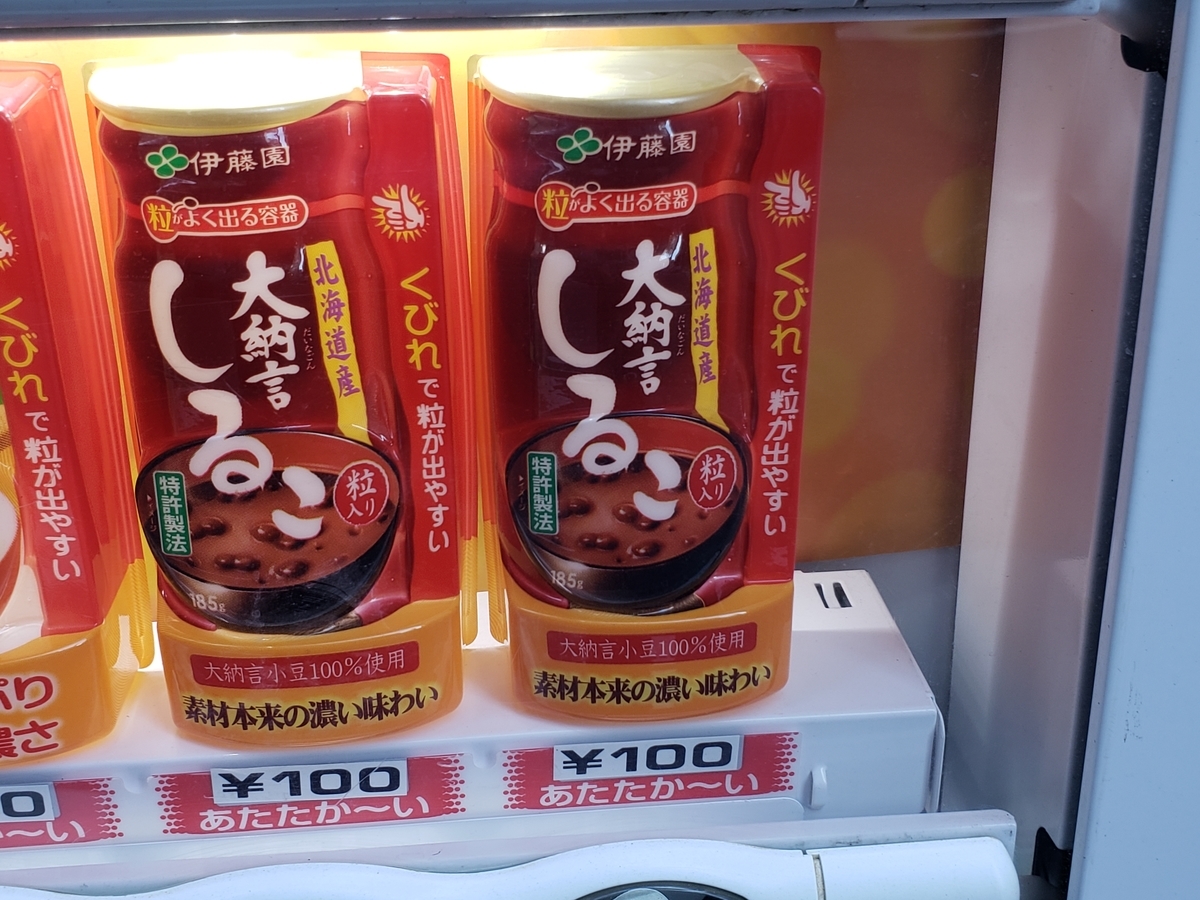 くびれで粒が出やすい
ぱり
濃さ
0
か〜い
伊藤園
粒がよく出る容器
北海道産
大納言
だいなごん
しるこ
粒入り
特許製法
185g
くびれで粒が出やすい
大納言小豆100%使用
素材本来の濃い味わい
¥100
あたたか〜い
伊藤園
粒がよく出る容器
北海道産
大納言
だいなごん
しるこ
粒入り
特許製法
185g
くびれで粒が出やすい
大納言小豆100%使用
素材本来の濃い味わい
¥100
あたたか〜い